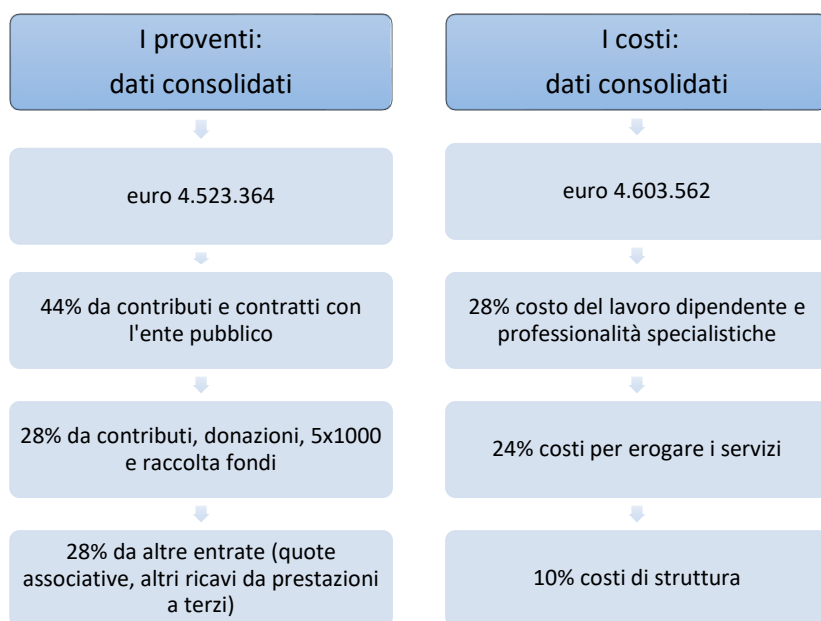 I proventi:
dati consolidati
euro 4.523.364
44% da contributi e contratti con
l'ente pubblico
28% da contributi, donazioni, 5x1000
e raccolta fondi
28% da altre entrate (quote
associative, altri ricavi da prestazioni
a terzi)
I costi:
dati consolidati
euro 4.603.562
28% costo del lavoro dipendente e
professionalità specialistiche
24% costi per erogare i servizi
10% costi di struttura